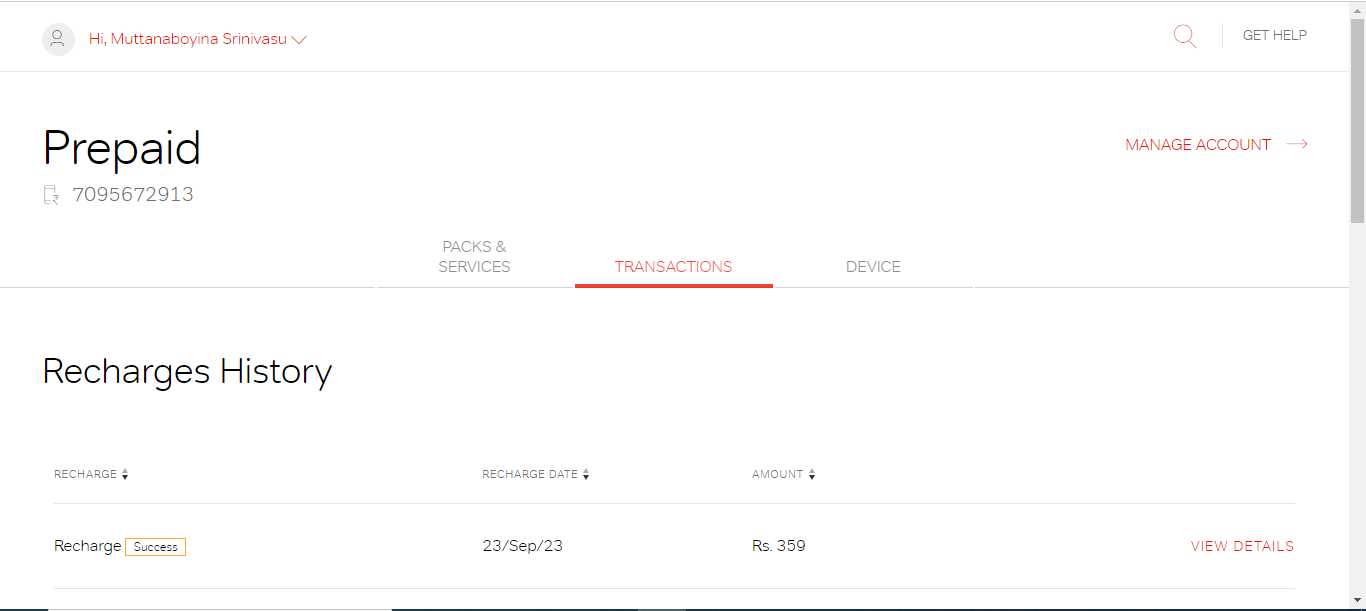 Hi, Muttanaboyina Srinivasu
GET HELP
Prepaid
MANAGE ACCOUNT
7095672913
PACKS &
SERVICES
TRANSACTIONS
DEVICE
Recharges History
RECHARGE
RECHARGE DATE
AMOUNT
Recharge Success
23/Sep/23
Rs. 359
VIEW DETAILS